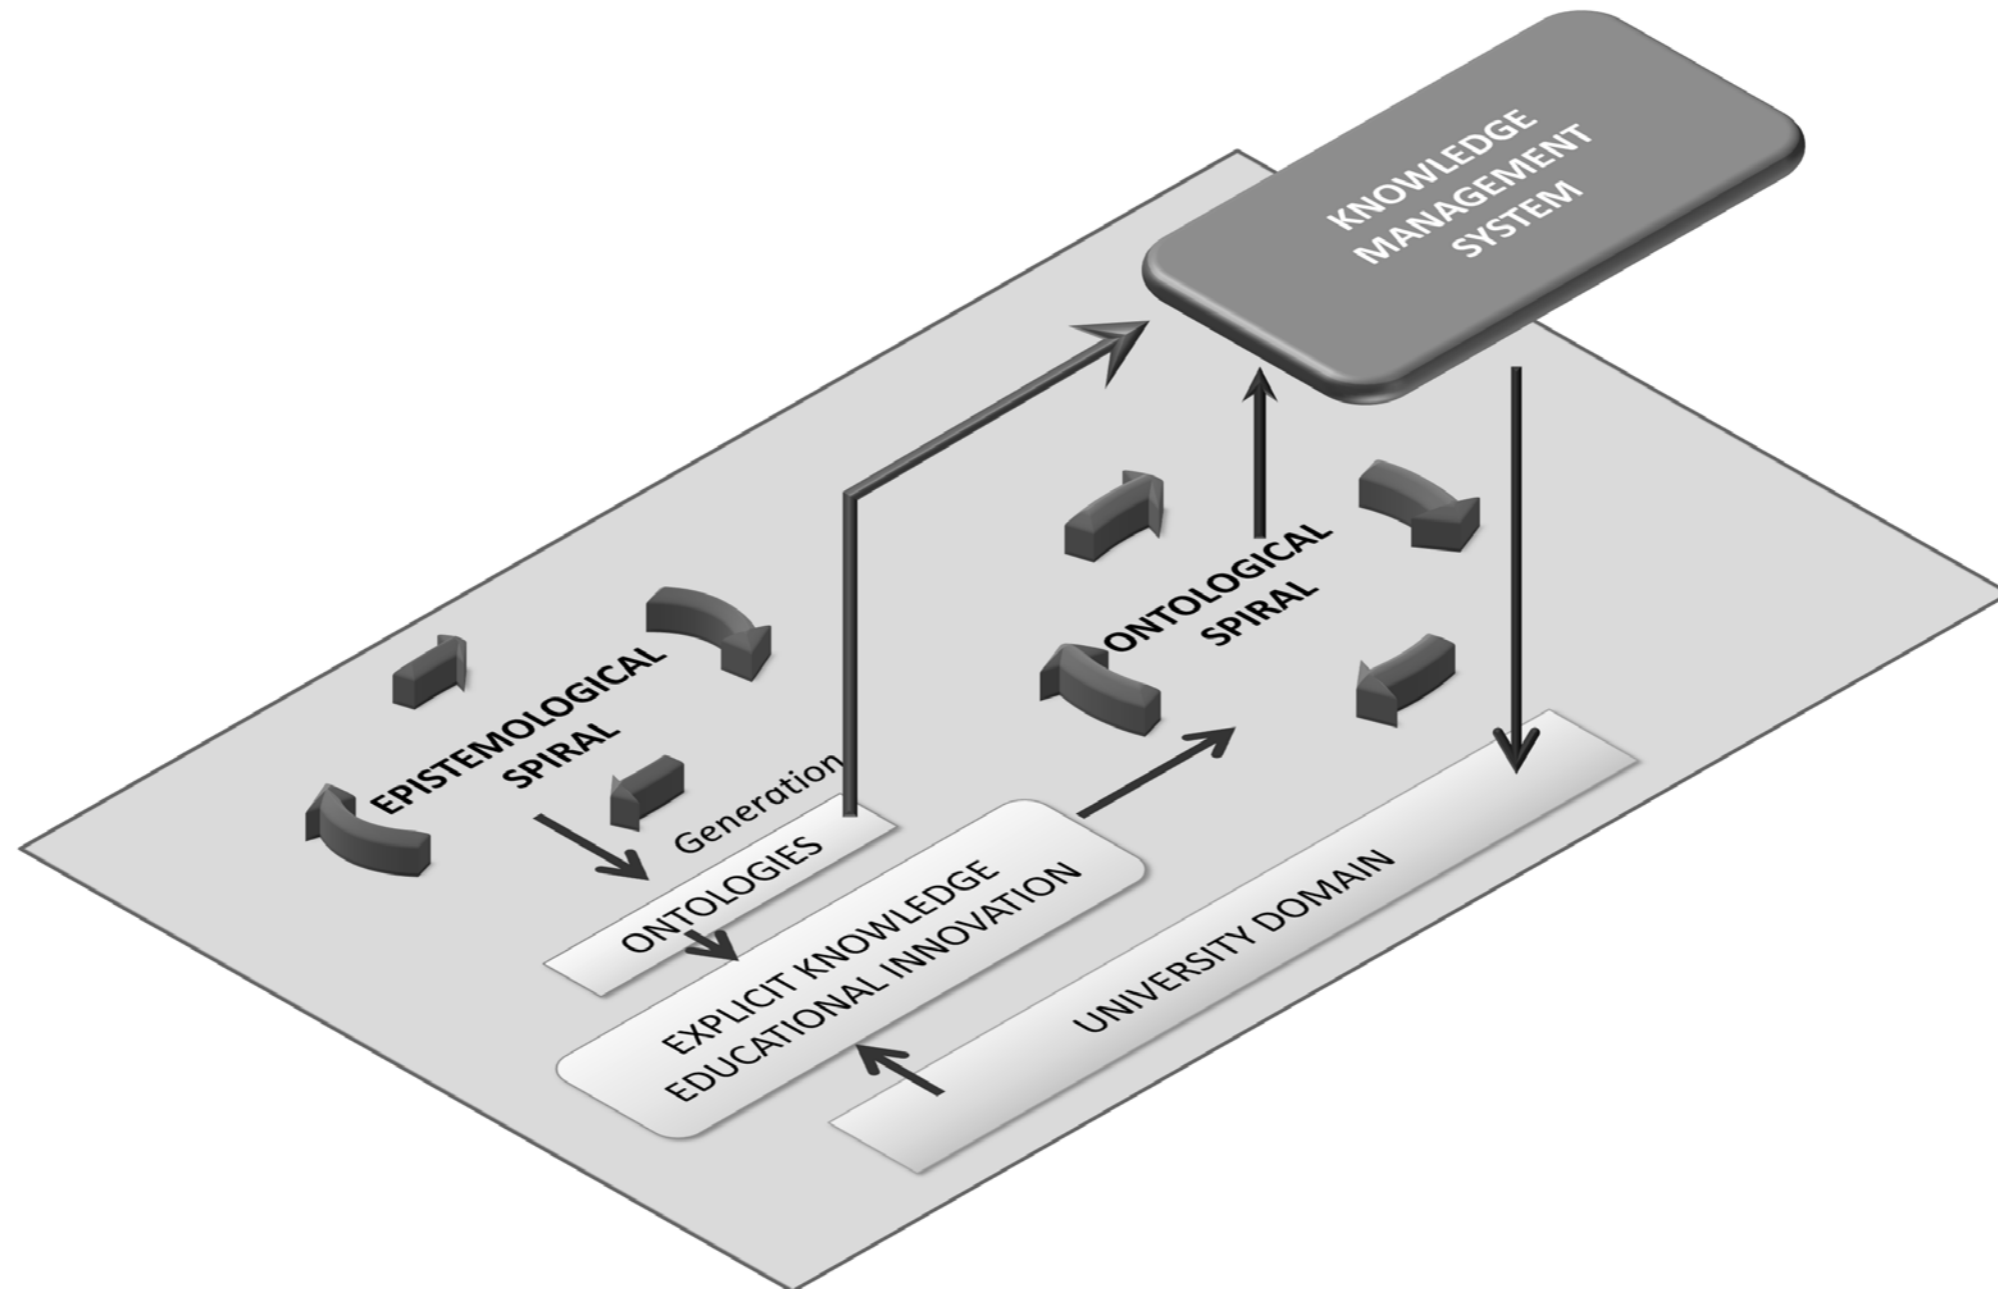 KNOWLEDGE
MANAGEMENT
SYSTEM
ONTOLOGICAL
SPIRAL
EPISTEMOLOGICAL
SPIRAL
Generation
ONTOLOGIES
EXPLICIT KNOWLEDGE
EDUCATIONAL INNOVATION
UNIVERSITY DOMAIN